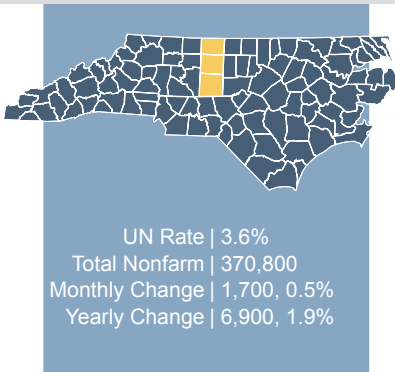 UN Rate | 3.6%
Total Nonfarm | 370,800
Monthly Change | 1,700, 0.5%
Yearly Change | 6,900, 1.9%